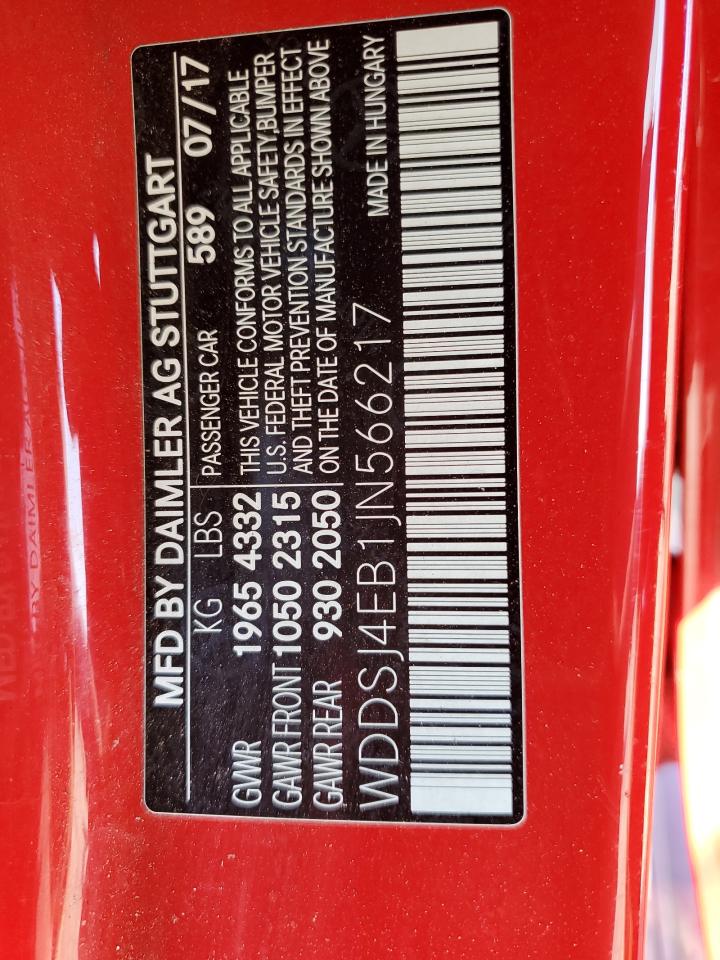 MFD BY DAIMLER AG STUTTGART
KG LBS PASSENGER CAR 589 07/17
GVWR 1965 4332 THIS VEHICLE CONFORMS TO ALL APPLICABLE
GAWR FRONT 1050 2315 U.S. FEDERAL MOTOR VEHICLE SAFETY,BUMPER
AND THEFT PREVENTION STANDARDS IN EFFECT
GAWR REAR 930 2050 ON THE DATE OF MANUFACTURE SHOWN ABOVE
WDDSJ4EB1JN566217 MADE IN HUNGARY